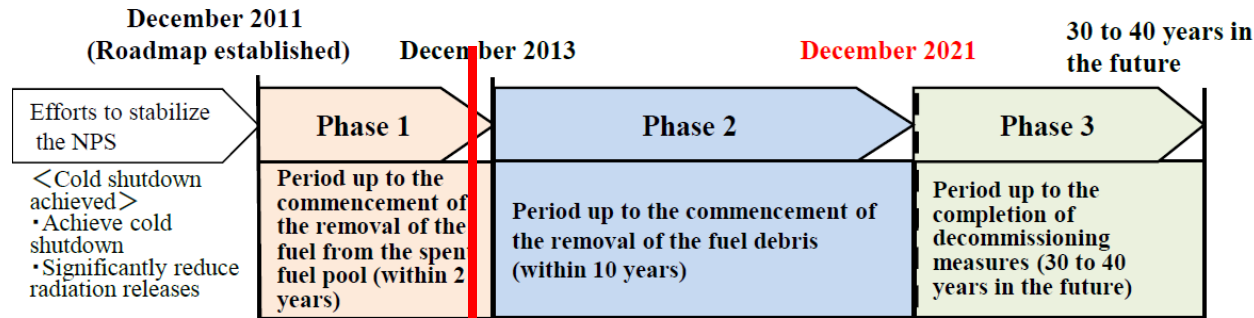 December 2011
(Roadmap established)
December 2013
December 2021
30 to 40 years in
the future
Efforts to stabilize
the NPS
Phase 1
Phase 2
Phase 3
＜Cold shutdown
achieved＞
・Achieve cold
shutdown
・Significantly reduce
radiation releases
Period up to the
commencement of
the removal of the
fuel from the spent
fuel pool (within 2
years)
Period up to the commencement of
the removal of the fuel debris
(within 10 years)
Period up to the
completion of
decommissioning
measures (30 to 40
years in the future)